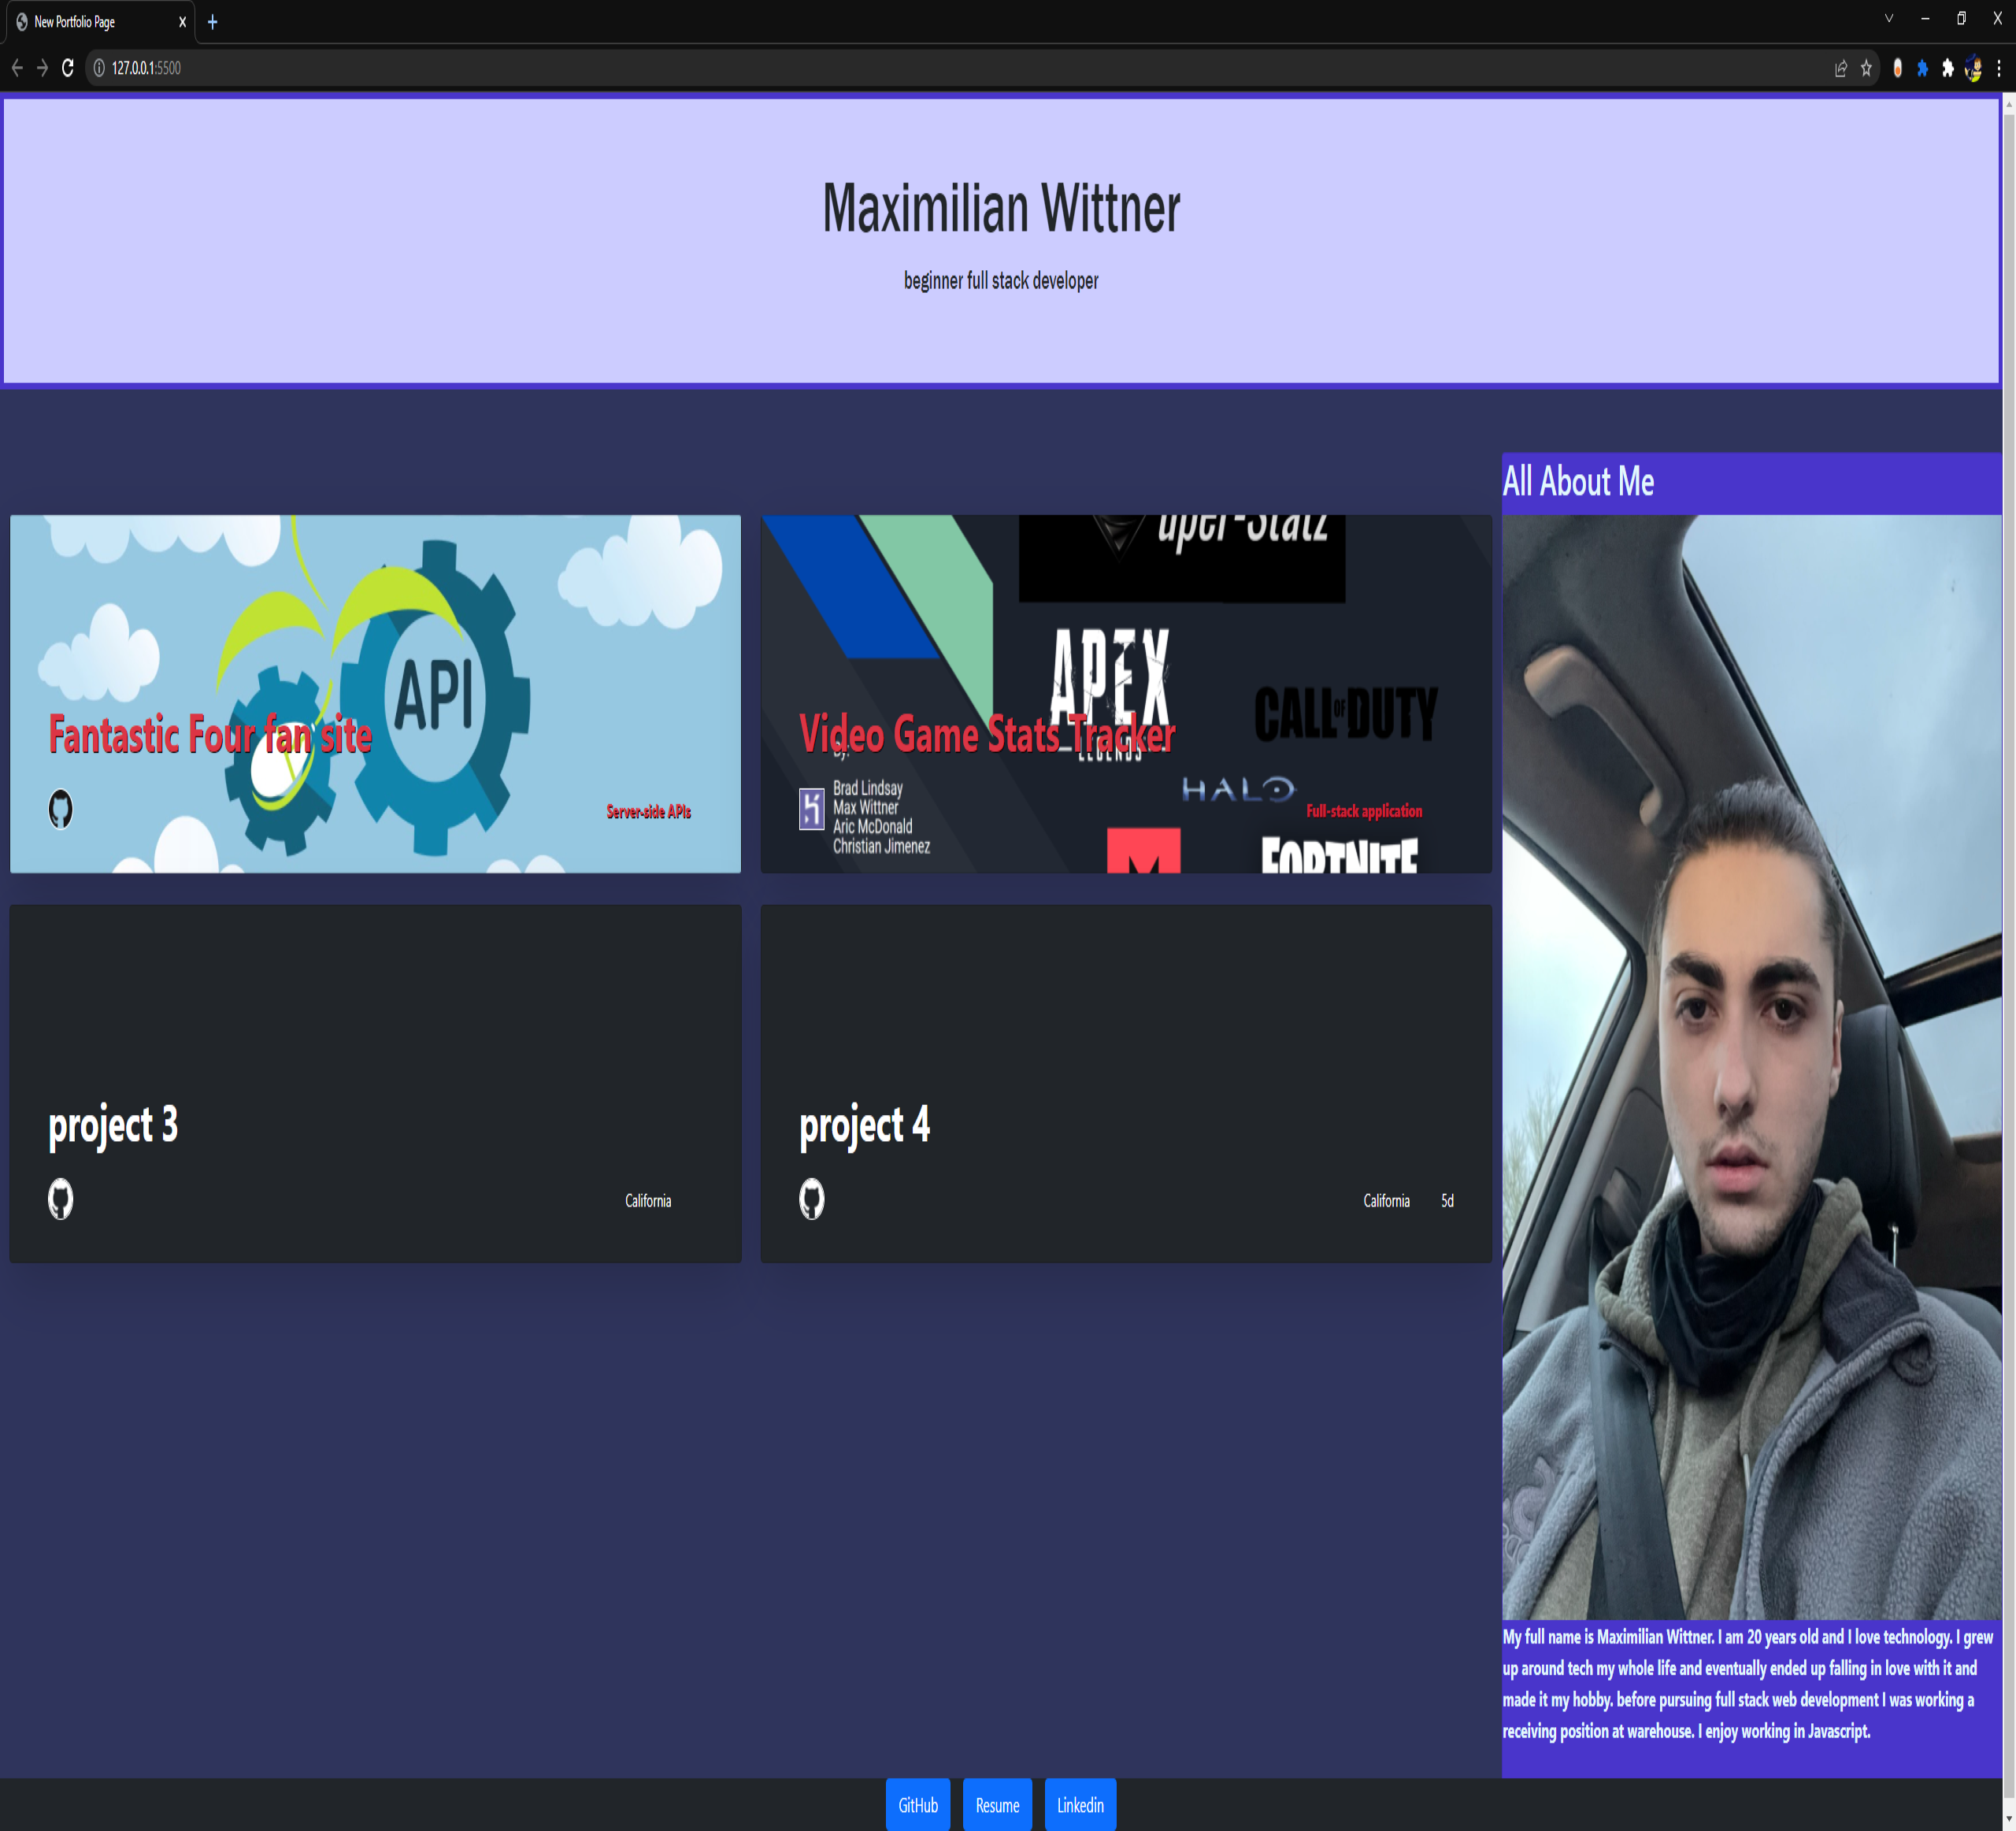 New Portfolio Page
127.0.0.1:5500
Maximilian Wittner
beginner full stack developer
All About Me
API
Fantastic Four fan site
Server-side APIs
uper-Statz
APEX
LEGENDS
CALL OF DUTY
Video Game Stats Tracker
By:
HALO
Brad Lindsay
Max Wittner
Aric McDonald
Christian Jimenez
Full-stack application
FORTNITE
project 3
California
project 4
California 5d
My full name is Maximilian Wittner. I am 20 years old and I love technology. I grew
up around tech my whole life and eventually ended up falling in love with it and
made it my hobby. before pursuing full stack web development I was working a
receiving position at warehouse. I enjoy working in Javascript.
GitHub Resume Linkedin